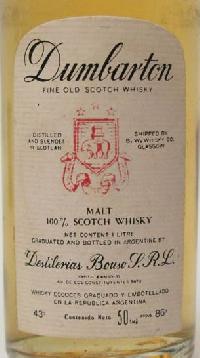 Dumbarton
FINE OLD SCOTCH WHISKY
DISTILLED
AND BLENDED
IN SCOTLAND
SHIPPED BY
GLASGOW
MALT
100% SCOTCH WHISKY
NET CONTENTS 1 LITRE
GRADUATED AND BOTTLED IN ARGENTINE BY
Destilerias Bouso S.R.L.
WHISKY ESCOCES GRADUADO Y EMBOTELLADO
EN LA REPUBLICA ARGENTINA
43° Contenido Neto 50 86°